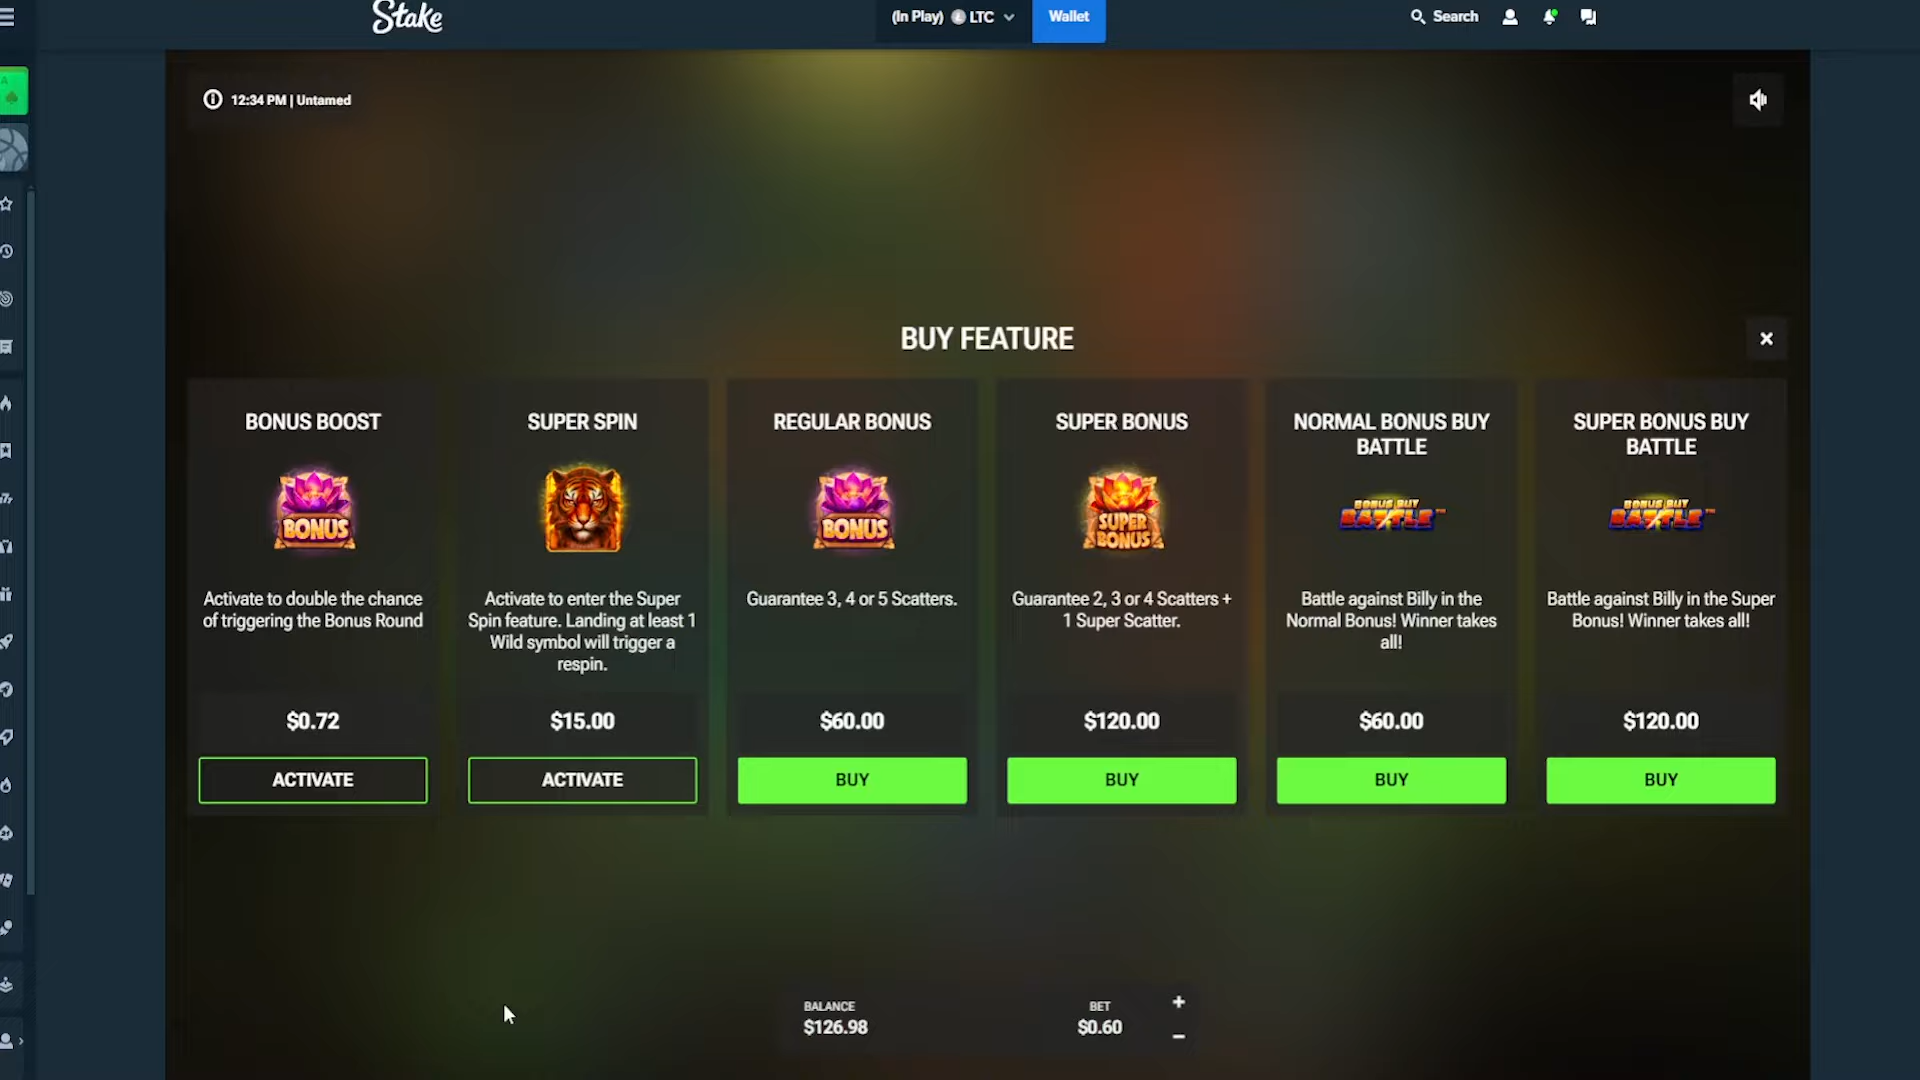 Stake
(In Play) LTC
Wallet
Search
12:34 PM | Untamed
BUY FEATURE
BONUS BOOST
BONUS
Activate to double the chance
of triggering the Bonus Round
$0.72
ACTIVATE
SUPER SPIN
Activate to enter the Super
Spin feature. Landing at least 1
Wild symbol will trigger a
respin.
$15.00
ACTIVATE
REGULAR BONUS
BONUS
Guarantee 3, 4 or 5 Scatters.
$60.00
BUY
SUPER BONUS
SUPER
BONUS
Guarantee 2, 3 or 4 Scatters +
1 Super Scatter.
$120.00
BUY
NORMAL BONUS BUY
BATTLE
BONUS BUY
BATTLE™
Battle against Billy in the
Normal Bonus! Winner takes
all!
$60.00
BUY
SUPER BONUS BUY
BATTLE
BONUS BUY
BATTLE™
Battle against Billy in the Super
Bonus! Winner takes all!
$120.00
BUY
BALANCE
$126.98
BET
$0.60